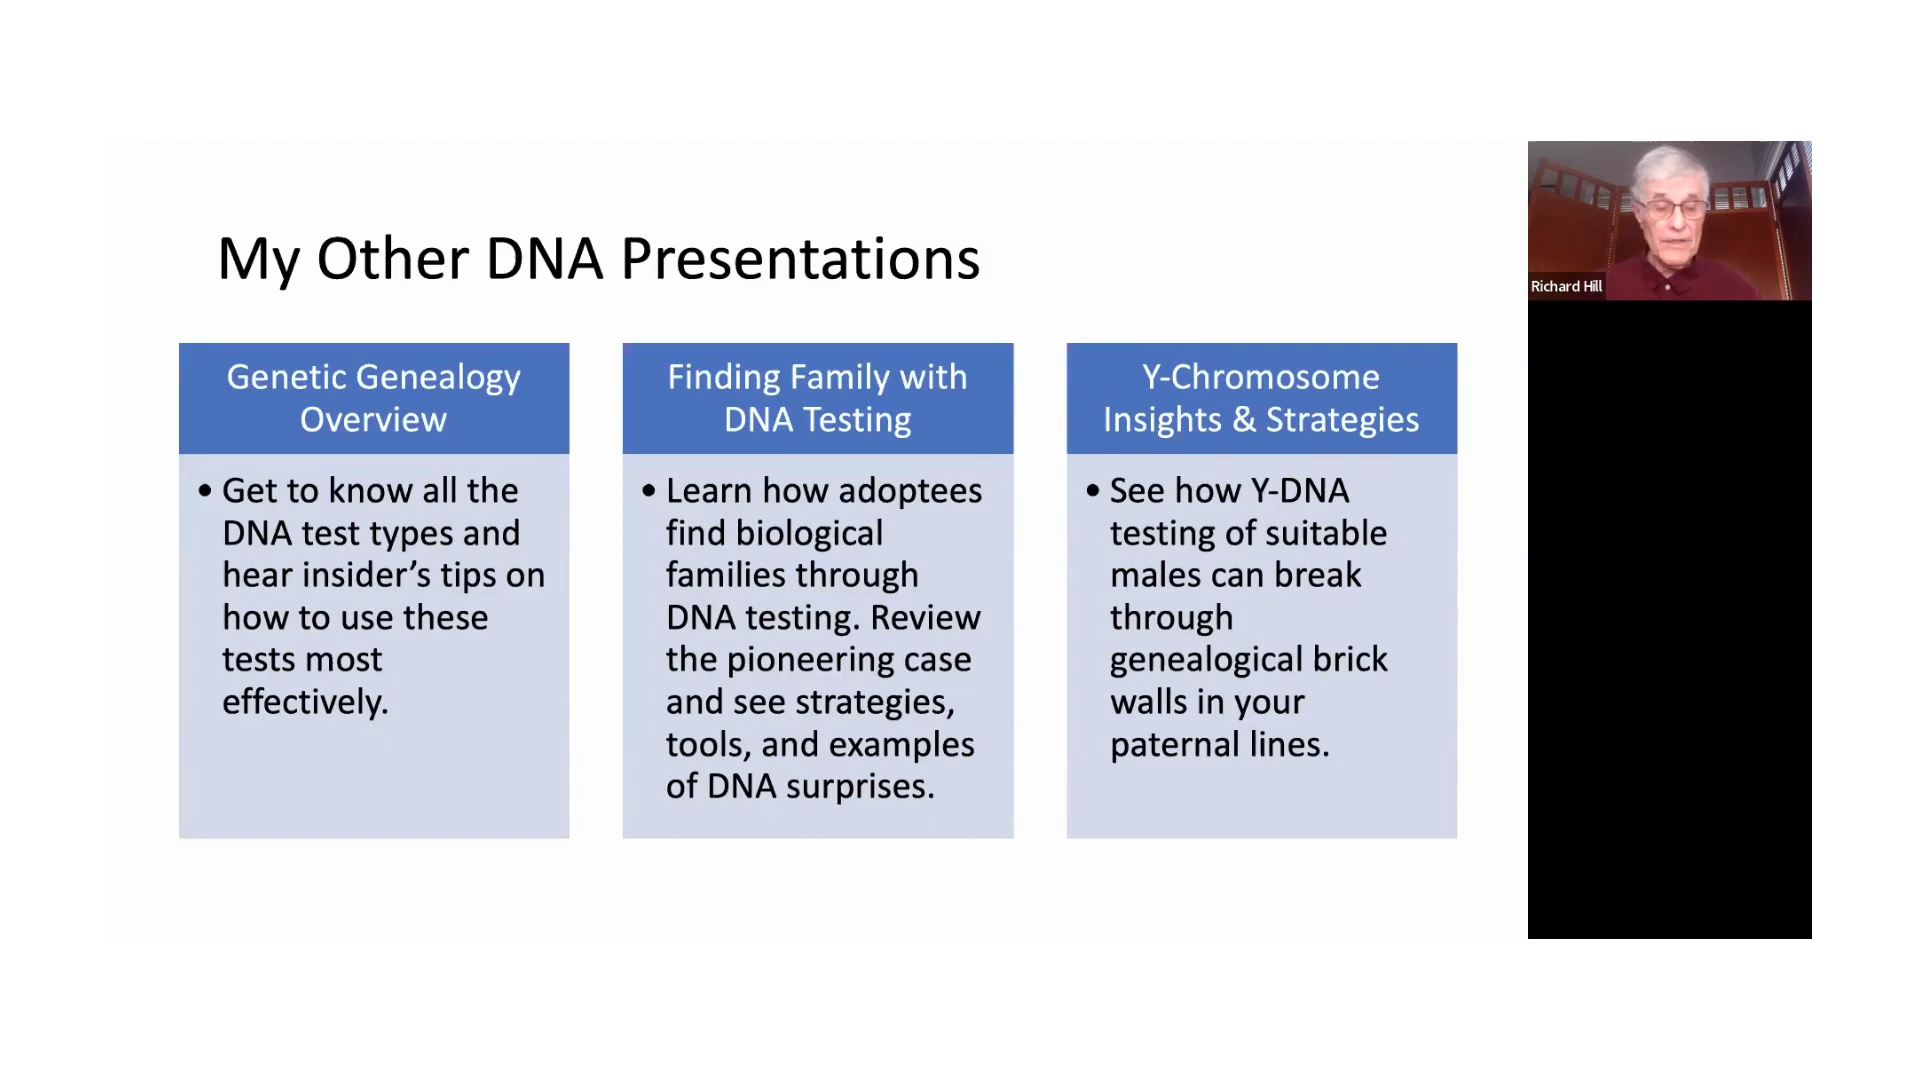 My Other DNA Presentations
Genetic Genealogy
Overview
• Get to know all the
DNA test types and
hear insider’s tips on
how to use these
tests most
effectively.
Finding Family with
DNA Testing
• Learn how adoptees
find biological
families through
DNA testing. Review
the pioneering case
and see strategies,
tools, and examples
of DNA surprises.
Y-Chromosome
Insights & Strategies
• See how Y-DNA
testing of suitable
males can break
through
genealogical brick
walls in your
paternal lines.
Richard Hill